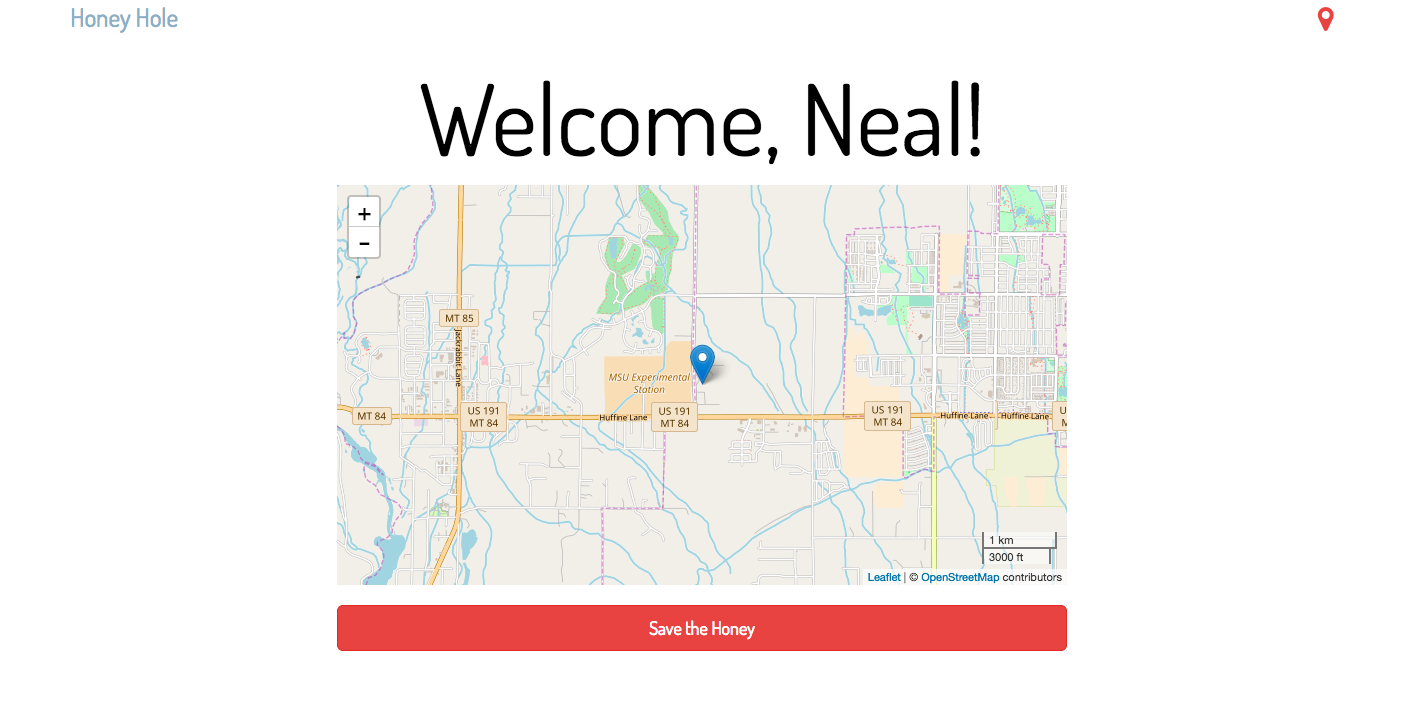 Honey Hole
Welcome, Neal!
+
-
MT 85
Jackrabbit Lane
MSU Experimental
Station
MT 84
US 191
MT 84
Huffine Lane
US 191
MT 84
US 191
MT 84
Huffine Lane
Huffine Lane
U
M
1 km
3000 ft
Leaflet | © OpenStreetMap contributors
Save the Honey